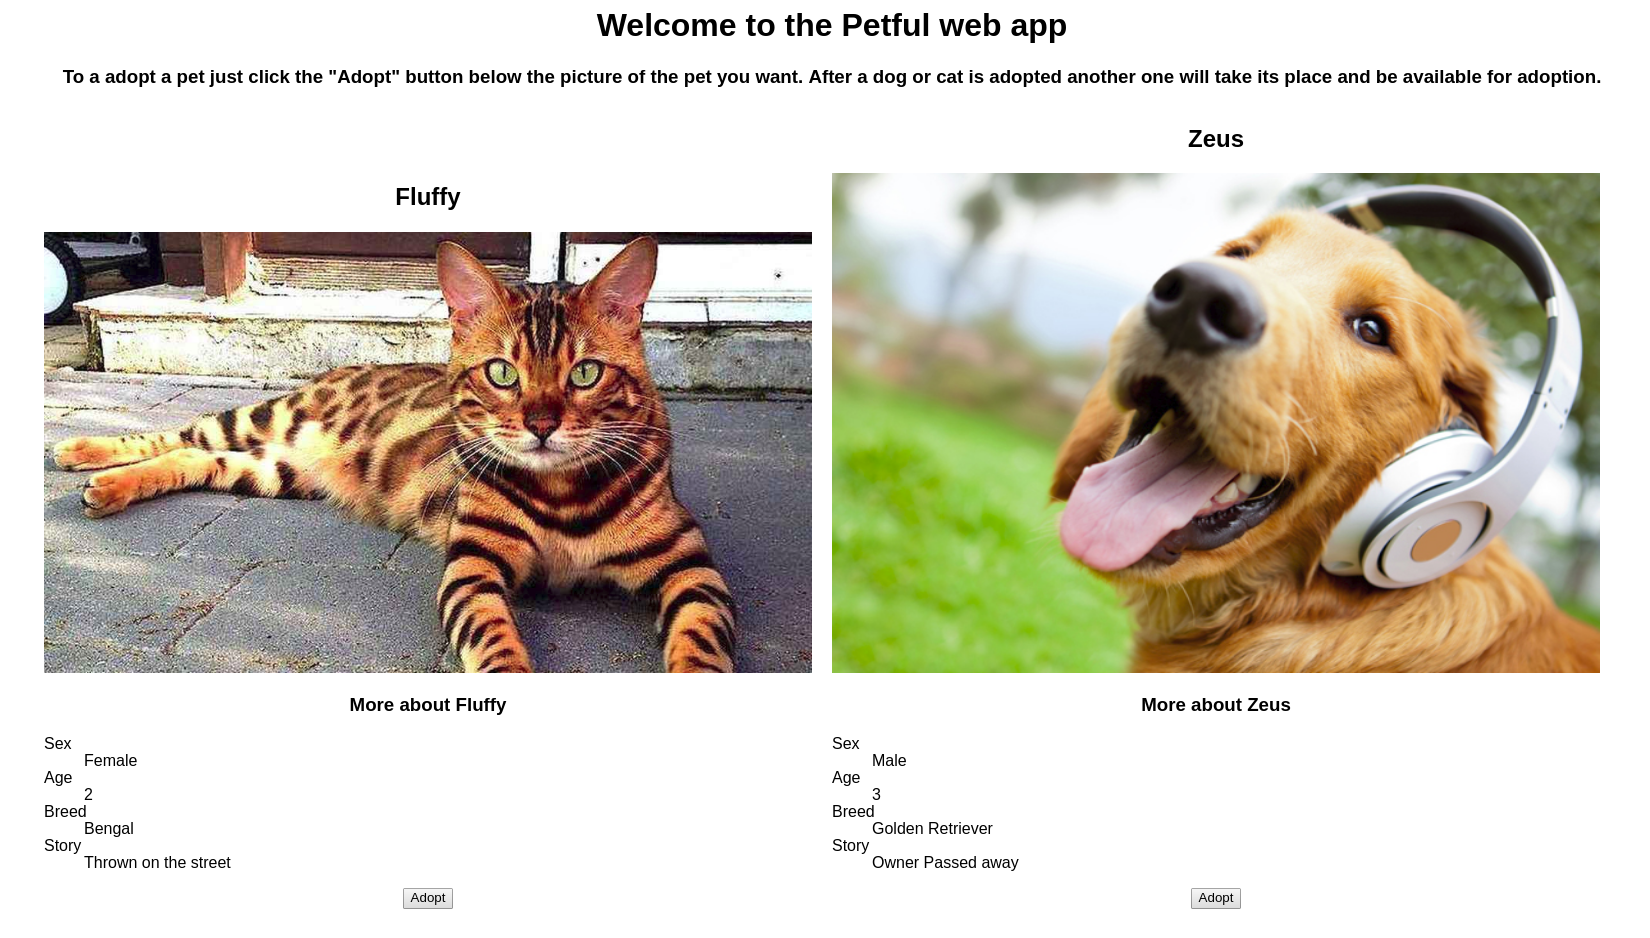 Welcome to the Petful web app
To a adopt a pet just click the "Adopt" button below the picture of the pet you want. After a dog or cat is adopted another one will take its place and be available for adoption.
Fluffy
More about Fluffy
Sex
Female
Age
2
Breed
Bengal
Story
Thrown on the street
Adopt
Zeus
More about Zeus
Sex
Male
Age
3
Breed
Golden Retriever
Story
Owner Passed away
Adopt